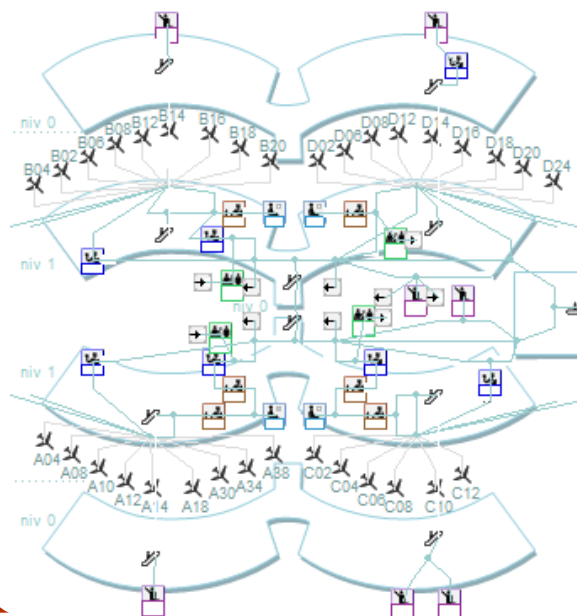 niv 0
B04
B02
B06
B08
B12
B14
B16
B18
B20
D02
D06
D08
D12
D14
D16
D18
D20
D24
niv 1
niv 0
niv 1
A04
A08
A10
A12
A14
A18
A30
A34
A38
C02
C04
C06
C08
C10
C12
niv 0